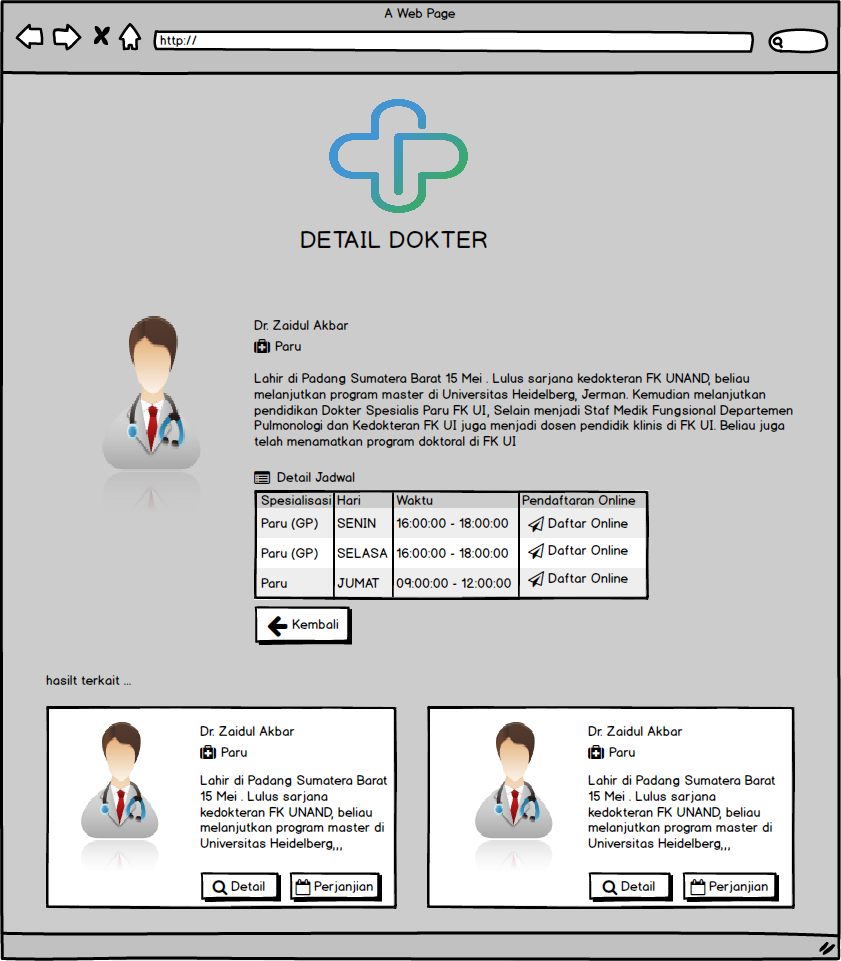 A Web Page
http://
DETAIL DOKTER
Dr. Zaidul Akbar
Paru
Lahir di Padang Sumatera Barat 15 Mei . Lulus sarjana kedokteran FK UNAND, beliau
melanjutkan program master di Universitas Heidelberg, Jerman. Kemudian melanjutkan
pendidikan Dokter Spesialis Paru FK UI, Selain menjadi Staf Medik Fungsional Departemen
Pulmonologi dan Kedokteran FK UI juga menjadi dosen pendidik klinis di FK UI. Beliau juga
telah menamatkan program doktoral di FK UI
Detail Jadwal
Spesialisasi Hari Waktu Pendaftaran Online
Paru (GP) SENIN 16:00:00 - 18:00:00 Daftar Online
Paru (GP) SELASA 16:00:00 - 18:00:00 Daftar Online
Paru JUMAT 09:00:00 - 12:00:00 Daftar Online
Kembali
hasilt terkait ...
Dr. Zaidul Akbar
Paru
Lahir di Padang Sumatera Barat
15 Mei . Lulus sarjana
kedokteran FK UNAND, beliau
melanjutkan program master di
Universitas Heidelberg,,,
Detail Perjanjian
Dr. Zaidul Akbar
Paru
Lahir di Padang Sumatera Barat
15 Mei . Lulus sarjana
kedokteran FK UNAND, beliau
melanjutkan program master di
Universitas Heidelberg,,,
Detail Perjanjian